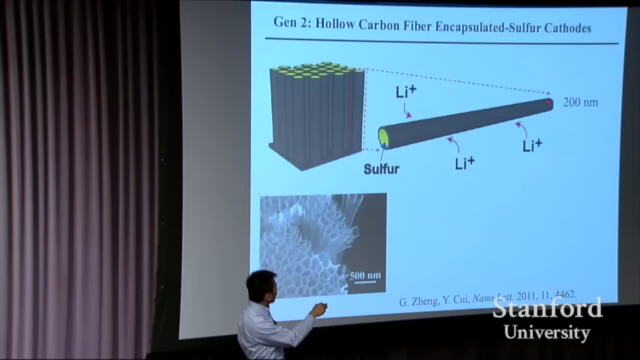 Gen 2: Hollow Carbon Fiber Encapsulated-Sulfur Cathodes
Li+
200 nm
Sulfur
Li+
Li+
500 nm
G. Zheng, Y. Cui, Nano Lett. 2011, 11, 4462.
Stanford
University